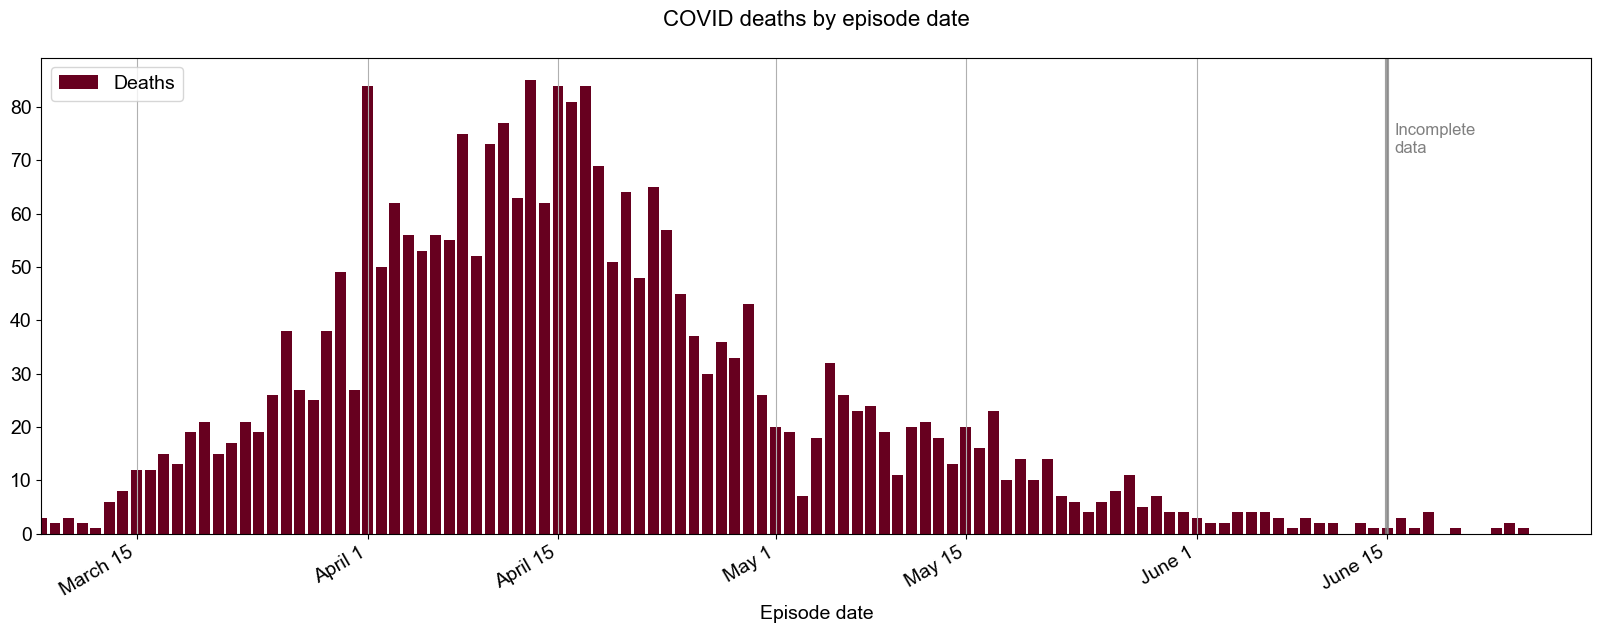 COVID deaths by episode date
Deaths
80
70
60
50
40
30
20
10
0
Incomplete
data
March 15
April 1
April 15
May 1
May 15
June 1
June 15
Episode date